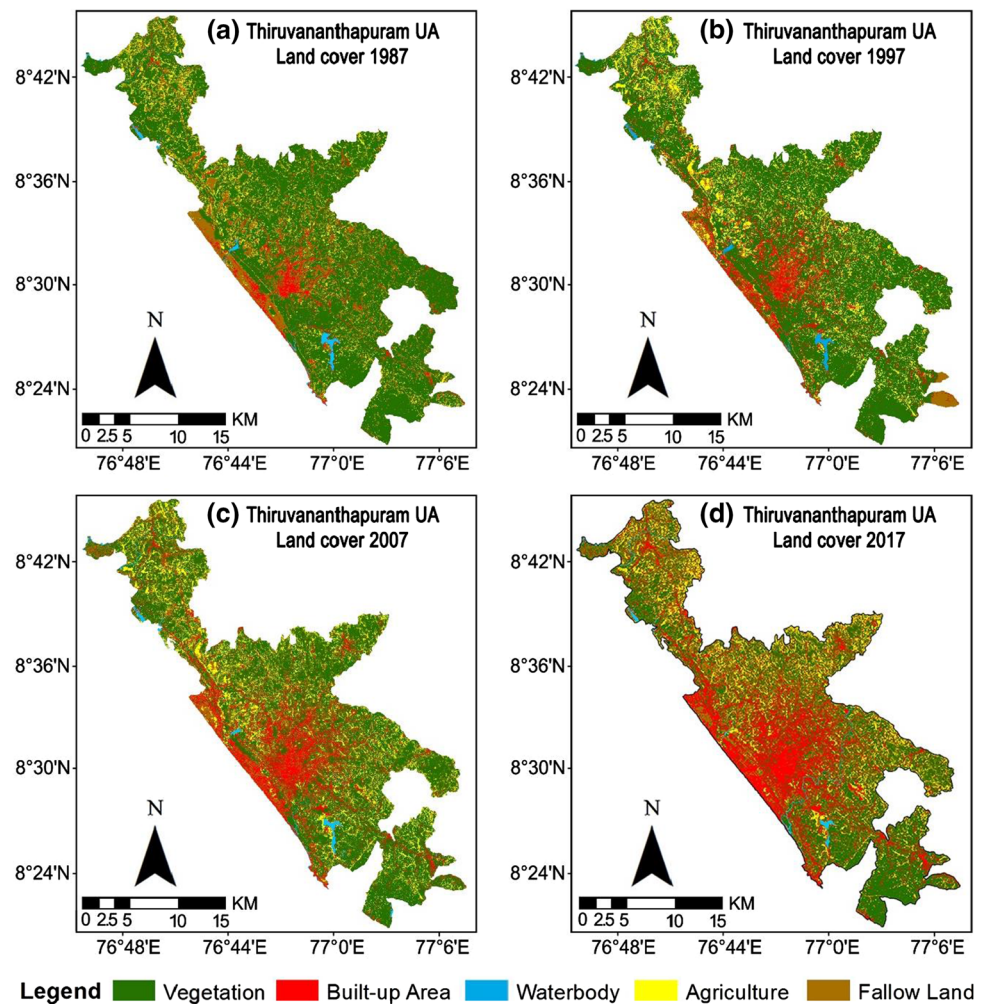 (a) Thiruvananthapuram UA
Land cover 1987
8°42'N
8°36'N
8°30'N
8°24'N
N
KM
0 2.5 5 10 15
76°48'E 76°44'E 77°0'E 77°6'E
(b) Thiruvananthapuram UA
Land cover 1997
8°42'N
8°36'N
8°30'N
8°24'N
N
KM
0 2.5 5 10 15
76°48'E 76°44'E 77°0'E 77°6'E
(c) Thiruvananthapuram UA
Land cover 2007
8°42'N
8°36'N
8°30'N
8°24'N
N
KM
0 2.5 5 10 15
76°48'E 76°44'E 77°0'E 77°6'E
(d) Thiruvananthapuram UA
Land cover 2017
8°42'N
8°36'N
8°30'N
8°24'N
N
KM
0 2.5 5 10 15
76°48'E 76°44'E 77°0'E 77°6'E
Legend Vegetation Built-up Area Waterbody Agriculture Fallow Land